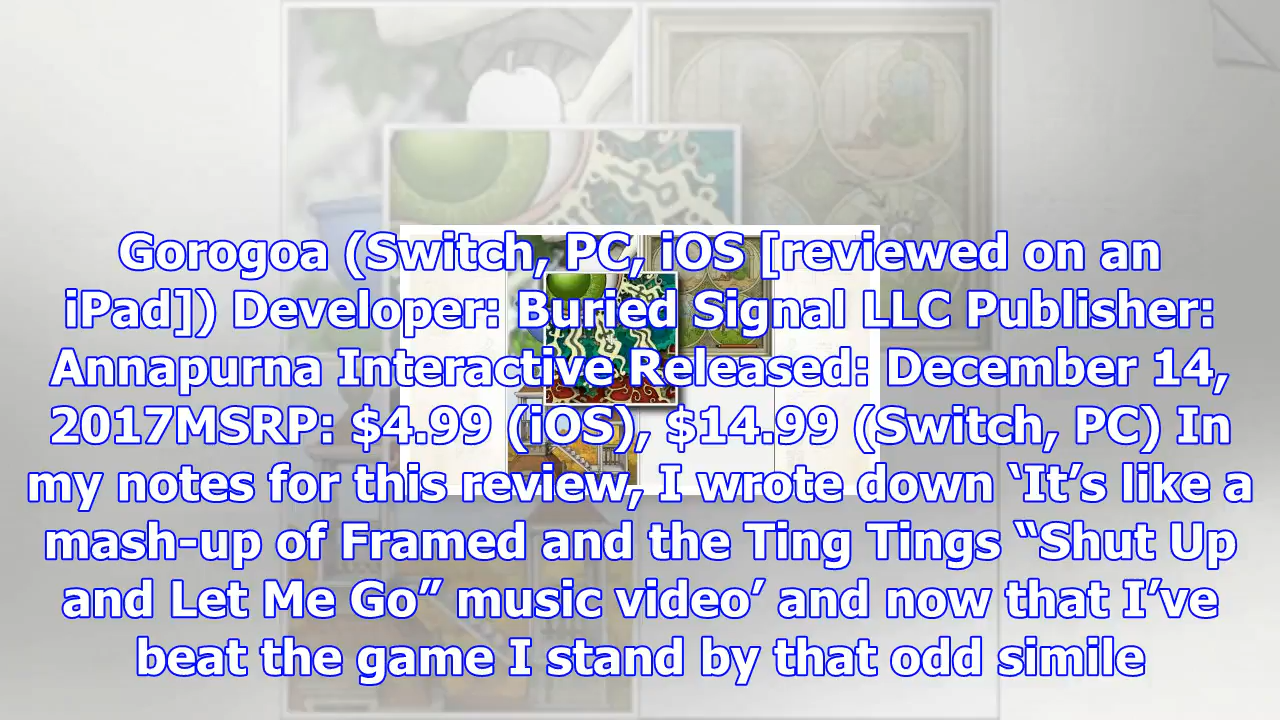 Gorogoa (Switch, PC, iOS [reviewed on an
iPad]) Developer: Buried Signal LLC Publisher:
Annapurna Interactive Released: December 14,
2017MSRP: $4.99 (iOS), $14.99 (Switch, PC) In
my notes for this review, I wrote down ‘It’s like a
mash-up of Framed and the Ting Tings “Shut Up
and Let Me Go” music video’ and now that I’ve
beat the game I stand by that odd simile